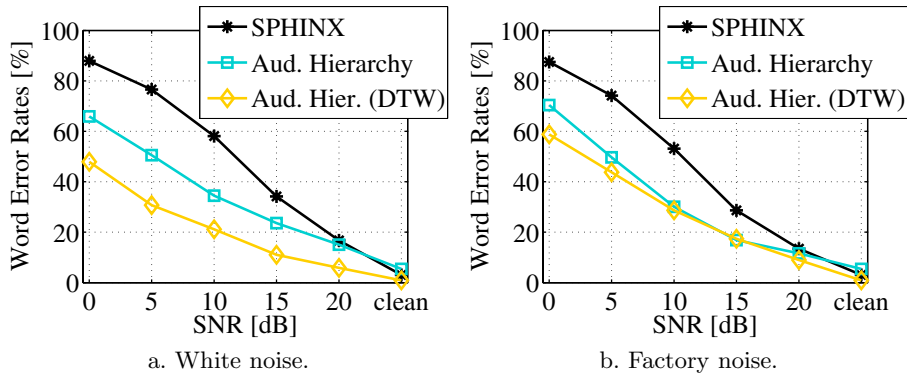 SPHINX
Aud. Hierarchy
Aud. Hier. (DTW)
Word Error Rates [%]
100
80
60
40
20
0
0 5 10 15 20 clean
SNR [dB]
a. White noise.
SPHINX
Aud. Hierarchy
Aud. Hier. (DTW)
Word Error Rates [%]
100
80
60
40
20
0
0 5 10 15 20 clean
SNR [dB]
b. Factory noise.